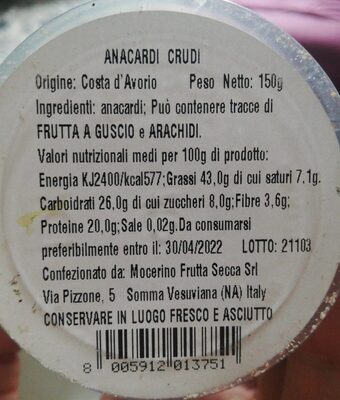 ANACARDI CRUDI
Origine: Costa d'Avorio Peso Netto: 150g
Ingredienti: anacardi; Può contenere tracce di
FRUTTA A GUSCIO e ARACHIDI.
Valori nutrizionali medi per 100g di prodotto:
Energia KJ2400/kcal577;Grassi 43,0g di cui saturi 7,1g.
Carboidrati 26,0g di cui zuccheri 8,0g;Fibre 3,6g;
Proteine 20,0g;Sale 0,02g.Da consumarsi
preferibilmente entro il: 30/04/2022 LOTTO: 21103
Confezionato da: Mocerino Frutta Secca Srl
Via Pizzone, 5 Somma Vesuviana (NA) Italy
CONSERVARE IN LUOGO FRESCO E ASCIUTTO
8 005912 013751